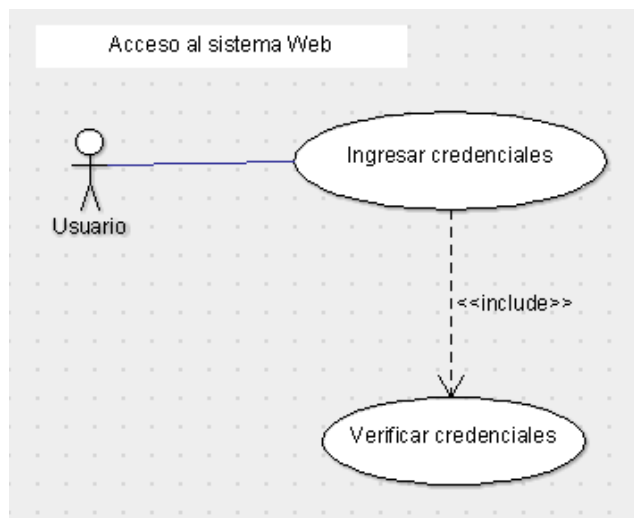 Acceso al sistema Web
Ingresar credenciales
Usuario
<<include>>
Verificar credenciales